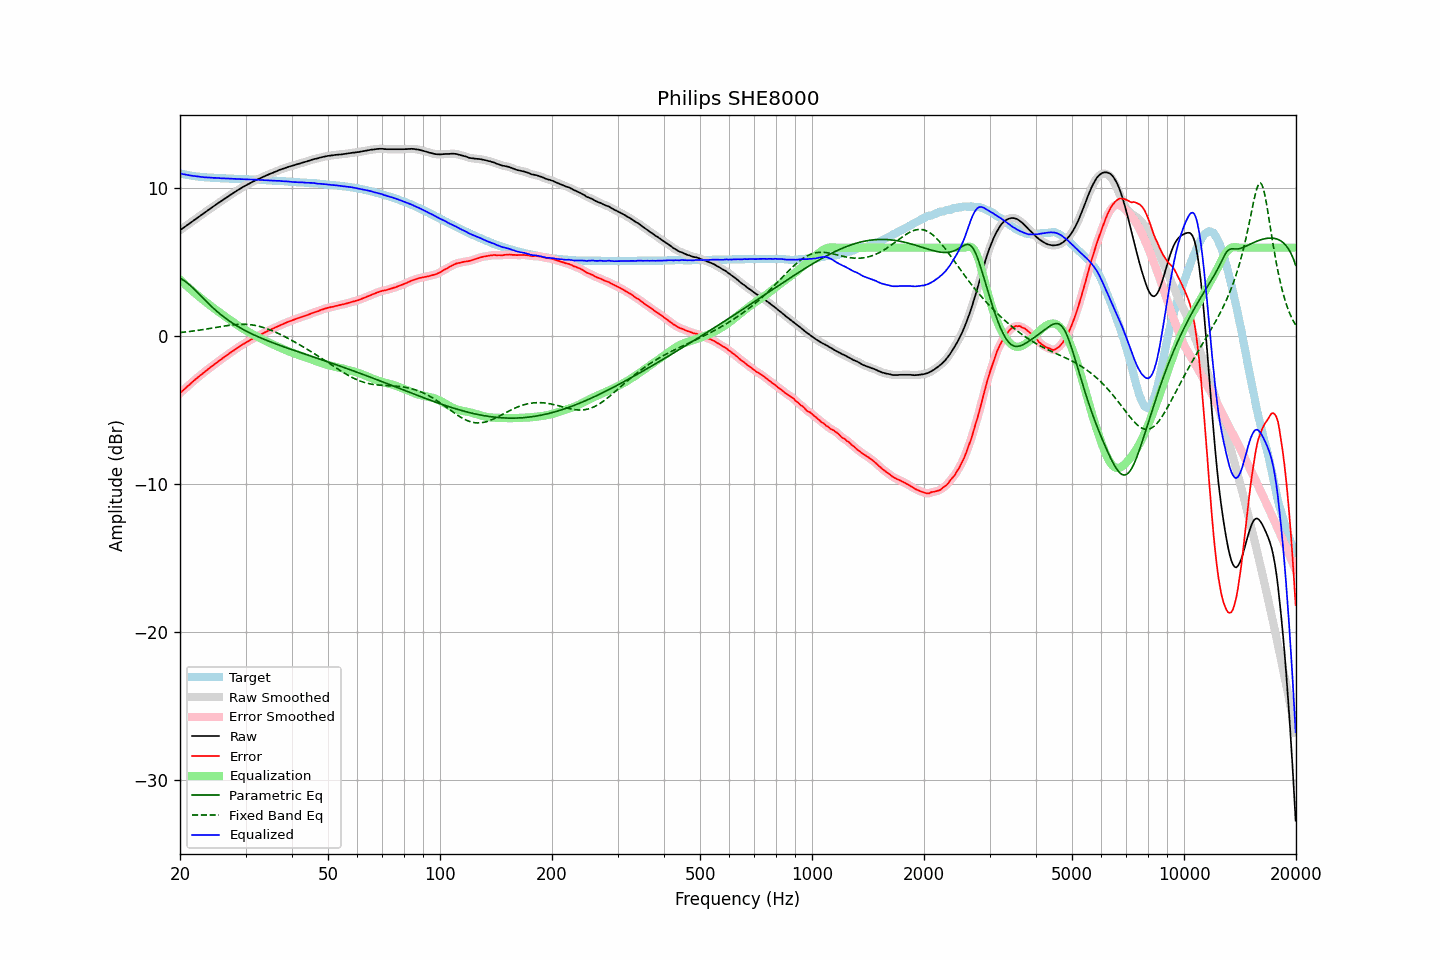 Philips SHE8000
Amplitude (dBr)
10
0
−10
−20
−30
Target
Raw Smoothed
Error Smoothed
Raw
Error
Equalization
Parametric Eq
Fixed Band Eq
Equalized
20 50 100 200 500 1000 2000 5000 10000 20000
Frequency (Hz)